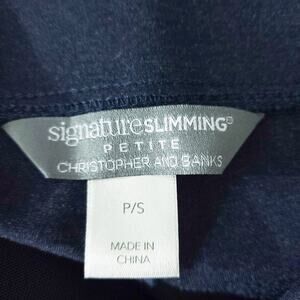 signatureSLIMMING®
PETITE
CHRISTOPHER AND BANKS
P/S
MADE IN
CHINA